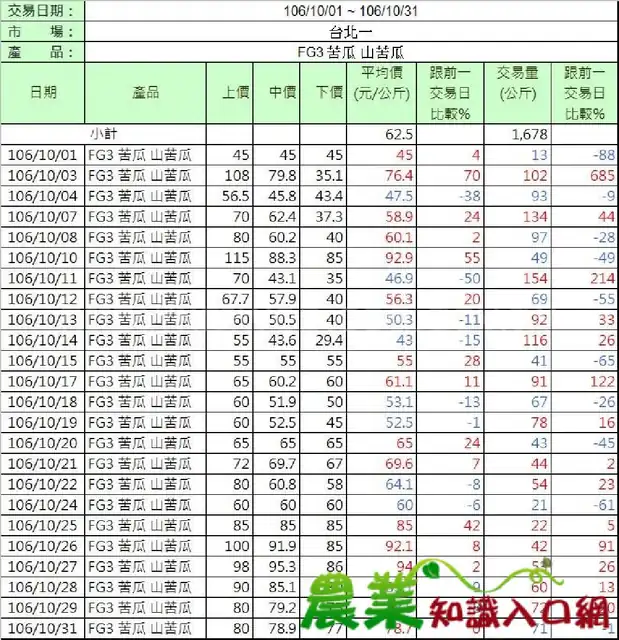 交易日期： 106/10/01 ~ 106/10/31
市 場： 台北一
產 品： FG3 苦瓜 山苦瓜
日期 產品 上價 中價 下價 平均價(元/公斤) 跟前一交易日比較% 交易量(公斤) 跟前一交易日比較%
小計 62.5 1,678
106/10/01 FG3 苦瓜 山苦瓜 45 45 45 45 4 13 -88
106/10/03 FG3 苦瓜 山苦瓜 108 79.8 35.1 76.4 70 102 685
106/10/04 FG3 苦瓜 山苦瓜 56.5 45.8 43.4 47.5 -38 93 -9
106/10/07 FG3 苦瓜 山苦瓜 70 62.4 37.3 58.9 24 134 44
106/10/08 FG3 苦瓜 山苦瓜 80 60.2 40 60.1 2 97 -28
106/10/10 FG3 苦瓜 山苦瓜 115 88.3 85 92.9 55 49 -49
106/10/11 FG3 苦瓜 山苦瓜 70 43.1 35 46.9 -50 154 214
106/10/12 FG3 苦瓜 山苦瓜 67.7 57.9 40 56.3 20 69 -55
106/10/13 FG3 苦瓜 山苦瓜 60 50.5 40 50.3 -11 92 33
106/10/14 FG3 苦瓜 山苦瓜 55 43.6 29.4 43 -15 116 26
106/10/15 FG3 苦瓜 山苦瓜 55 55 55 55 28 41 -65
106/10/17 FG3 苦瓜 山苦瓜 65 60.2 60 61.1 11 91 122
106/10/18 FG3 苦瓜 山苦瓜 60 51.9 50 53.1 -13 67 -26
106/10/19 FG3 苦瓜 山苦瓜 60 52.5 45 52.5 -1 78 16
106/10/20 FG3 苦瓜 山苦瓜 65 65 65 65 24 43 -45
106/10/21 FG3 苦瓜 山苦瓜 72 69.7 67 69.6 7 44 2
106/10/22 FG3 苦瓜 山苦瓜 80 60.8 58 64.1 -8 54 23
106/10/24 FG3 苦瓜 山苦瓜 60 60 60 60 -6 21 -61
106/10/25 FG3 苦瓜 山苦瓜 85 85 85 85 42 22 5
106/10/26 FG3 苦瓜 山苦瓜 100 91.9 85 92.1 8 42 91
106/10/27 FG3 苦瓜 山苦瓜 98 95.3 86 94 2 26
106/10/28 FG3 苦瓜 山苦瓜 90 85.1 60 13
106/10/29 FG3 苦瓜 山苦瓜 80 79.2
106/10/31 FG3 苦瓜 山苦瓜 80 78.9 77 78.7 71 -1
農業知識入口網